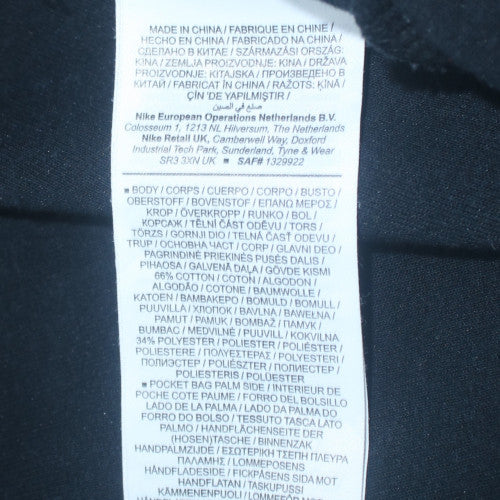 MADE IN CHINA / FABRIQUE EN CHINE /
HECHO EN CHINA / FABRICADO NA CHINA /
СДЕЛАНО В КИТАЕ / SZÁRMAZÁSI ORSZÁG:
KÍNA / ZEMLJA PROIZVODNJE: KINA / DRŽAVA
PROIZVODNJE: KITAJSKA / ПРОИЗВЕДЕНО В
КИТАЙ / FABRICAT ÎN CHINA / RAŽOTS: ĶĪNĀ /
ÇİN 'DE YAPILMIŞTIR /
صنع في الصين
Nike European Operations Netherlands B.V.
Colosseum 1, 1213 NL Hilversum, The Netherlands
Nike Retail UK, Camberwell Way, Doxford
Industrial Tech Park, Sunderland, Tyne & Wear
SR3 3XN UK ■ SAF# 1329922
■ BODY / CORPS / CUERPO / CORPO / BUSTO /
OBERSTOFF / BOVENSTOF / ΕΠΑΝΩ ΜΕΡΟΣ /
KROP / ÖVERKROPP / RUNKO / BOL /
КОРСАЖ / TĚLNÍ ČÁST ODĚVU / TORS /
TÖRZS / GORNJI DIO / TELNÁ ČASŤ ODEVU /
TRUP / ОСНОВНА ЧАСТ / CORP / GLAVNI DEO /
PAGRINDINĖ PRIEKINĖS PUSĖS DALIS /
PIHAOSA / GALVENĀ DAĻA / GÖVDE KISMI
66% COTTON / COTON / ALGODON /
ALGODÃO / COTONE / BAUMWOLLE /
KATOEN / ΒΑΜΒΑΚΕΡΟ / BOMULD / BOMULL /
PUUVILLA / ХЛОПОК / BAVLNA / BAWEŁNA /
PAMUT / PAMUK / BOMBAŽ / ПАМУК /
BUMBAC / MEDVILNĖ / PUUVILL / KOKVILNA
34% POLYESTER / POLIESTER / POLIÉSTER /
POLIESTERE / ΠΟΛΥΕΣΤΕΡΑΣ / POLYESTERI /
ПОЛИЭСТЕР / POLIESZTER / ПОЛИЕСТЕР /
POLIESTERIS / POLÜESTER
■ POCKET BAG PALM SIDE / INTERIEUR DE
POCHE COTE PAUME / FORRO DEL BOLSILLO
LADO DE LA PALMA / LADO DA PALMA DO
FORRO DO BOLSO / TESSUTO TASCA LATO
PALMO / HANDFLÄCHENSEITE DER
(HOSEN)TASCHE / BINNENZAK
HANDPALMZIJDE / ΕΣΩΤΕΡΙΚΗ ΤΣΕΠΗ ΠΛΕΥΡΑ
ΠΑΛΑΜΗΣ / LOMMEPOSENS
HÅNDFLADESIDE / FICKPÅSENS SIDA MOT
HANDFLATAN / TASKUPUSSI
KÄMMENENPUOLI /